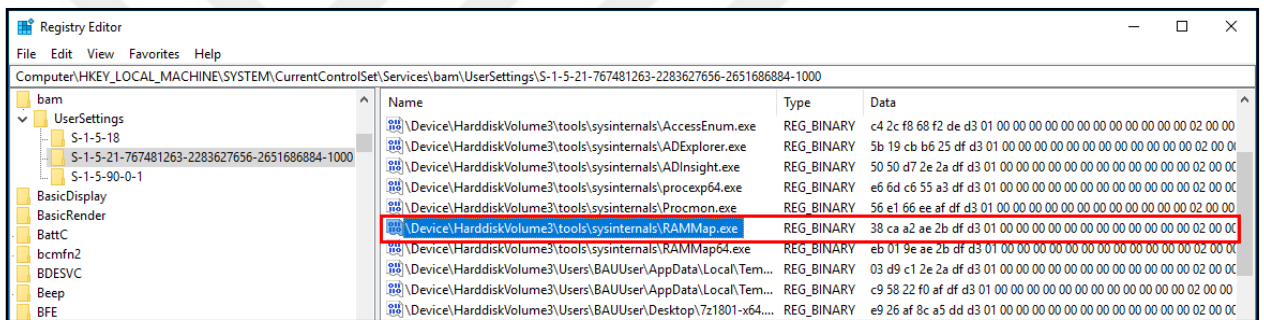 Registry Editor
File Edit View Favorites Help
Computer\HKEY_LOCAL_MACHINE\SYSTEM\CurrentControlSet\Services\bam\UserSettings\S-1-5-21-767481263-2283627656-2651686884-1000
bam
UserSettings
S-1-5-18
S-1-5-21-767481263-2283627656-2651686884-1000
S-1-5-90-0-1
BasicDisplay
BasicRender
BattC
bcmfn2
BDESVC
Beep
BFE
Name Type Data
\Device\HarddiskVolume3\tools\sysinternals\AccessEnum.exe REG_BINARY c4 2c f8 68 f2 de d3 01 00 00 00 00 00 00 00 00 00 00 00 00 02 00 00
\Device\HarddiskVolume3\tools\sysinternals\ADExplorer.exe REG_BINARY 5b 19 cb b6 25 df d3 01 00 00 00 00 00 00 00 00 00 00 00 00 02 00
\Device\HarddiskVolume3\tools\sysinternals\ADInsight.exe REG_BINARY 50 50 d7 2e 2a df d3 01 00 00 00 00 00 00 00 00 00 00 00 00 02 00
\Device\HarddiskVolume3\tools\sysinternals\procexp64.exe REG_BINARY e6 6d c6 55 a3 df d3 01 00 00 00 00 00 00 00 00 00 00 00 00 02 00
\Device\HarddiskVolume3\tools\sysinternals\Procmon.exe REG_BINARY 56 e1 66 ee af df d3 01 00 00 00 00 00 00 00 00 00 00 00 00 02 00
\Device\HarddiskVolume3\tools\sysinternals\RAMMap.exe REG_BINARY 38 ca a2 ae 2b df d3 01 00 00 00 00 00 00 00 00 00 00 00 00 02 00
\Device\HarddiskVolume3\tools\sysinternals\RAMMap64.exe REG_BINARY eb 01 9e ae 2b df d3 01 00 00 00 00 00 00 00 00 00 00 00 00 02 00
\Device\HarddiskVolume3\Users\BAUUser\AppData\Local\Tem... REG_BINARY 03 d9 c1 2e 2a df d3 01 00 00 00 00 00 00 00 00 00 00 00 00 02 00
\Device\HarddiskVolume3\Users\BAUUser\AppData\Local\Tem... REG_BINARY c9 58 22 f0 af df d3 01 00 00 00 00 00 00 00 00 00 00 00 00 02 00 00
\Device\HarddiskVolume3\Users\BAUUser\Desktop\7z1801-x64.... REG_BINARY e9 26 af 8c a5 dd d3 01 00 00 00 00 00 00 00 00 00 00 00 00 02 00